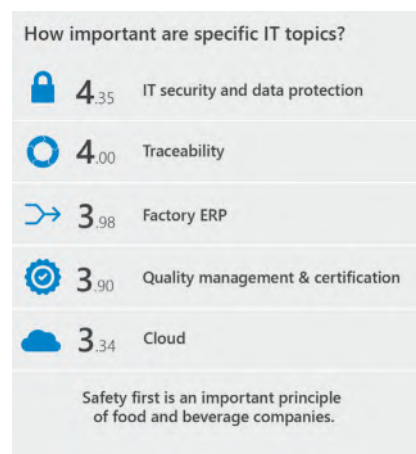 How important are specific IT topics?
4.35 IT security and data protection
4.00 Traceability
3.98 Factory ERP
3.90 Quality management & certification
3.34 Cloud
Safety first is an important principle
of food and beverage companies.